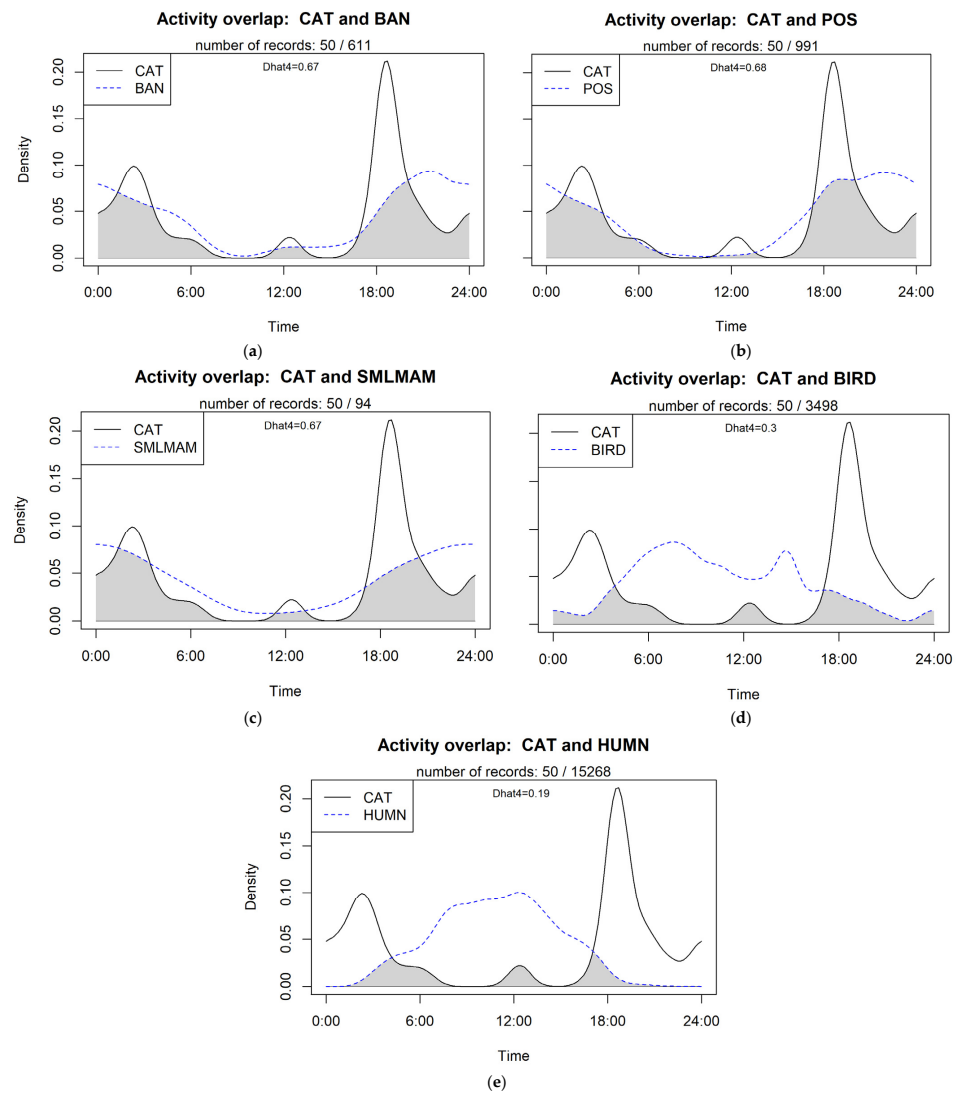 Activity overlap: CAT and BAN
number of records: 50 / 611
Dhat4=0.67
CAT
BAN
Density
0.00 0.05 0.10 0.15 0.20
0:00 6:00 12:00 18:00 24:00
Time
(a)
Activity overlap: CAT and POS
number of records: 50 / 991
Dhat4=0.68
CAT
POS
0:00 6:00 12:00 18:00 24:00
Time
(b)
Activity overlap: CAT and SMLMAM
number of records: 50 / 94
Dhat4=0.67
CAT
SMLMAM
Density
0.00 0.05 0.10 0.15 0.20
0:00 6:00 12:00 18:00 24:00
Time
(c)
Activity overlap: CAT and BIRD
number of records: 50 / 3498
Dhat4=0.3
CAT
BIRD
0:00 6:00 12:00 18:00 24:00
Time
(d)
Activity overlap: CAT and HUMN
number of records: 50 / 15268
Dhat4=0.19
CAT
HUMN
Density
0.00 0.05 0.10 0.15 0.20
0:00 6:00 12:00 18:00 24:00
Time
(e)